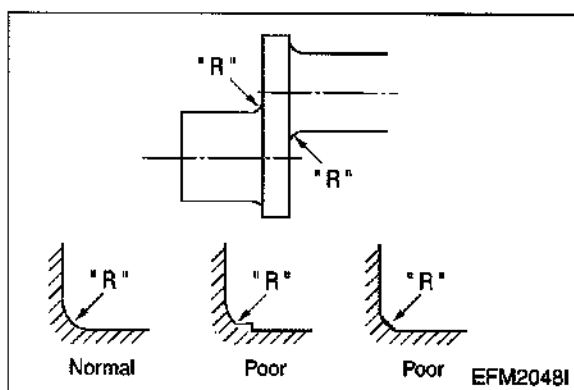 "R"
"R"
"R" "R" "R"
Normal Poor Poor
EFM2048I